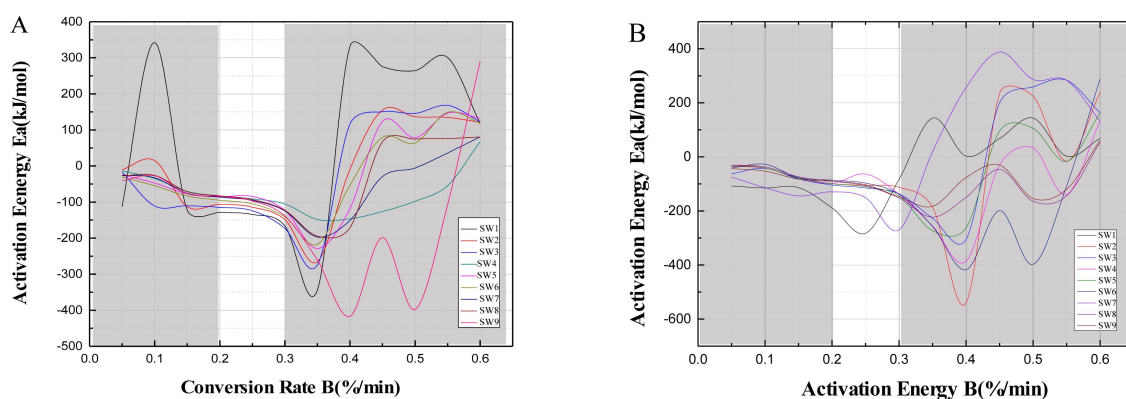 A
Activation Eenergy Ea(kJ/mol)
400
300
200
100
0
-100
-200
-300
-400
-500
0.0 0.1 0.2 0.3 0.4 0.5 0.6
Conversion Rate B(%/min)
SW1
SW2
SW3
SW4
SW5
SW6
SW7
SW8
SW9
B
Activation Energy Ea(kJ/mol)
400
200
0
-200
-400
-600
0.0 0.1 0.2 0.3 0.4 0.5 0.6
Activation Energy B(%/min)
SW1
SW2
SW3
SW4
SW5
SW6
SW7
SW8
SW9